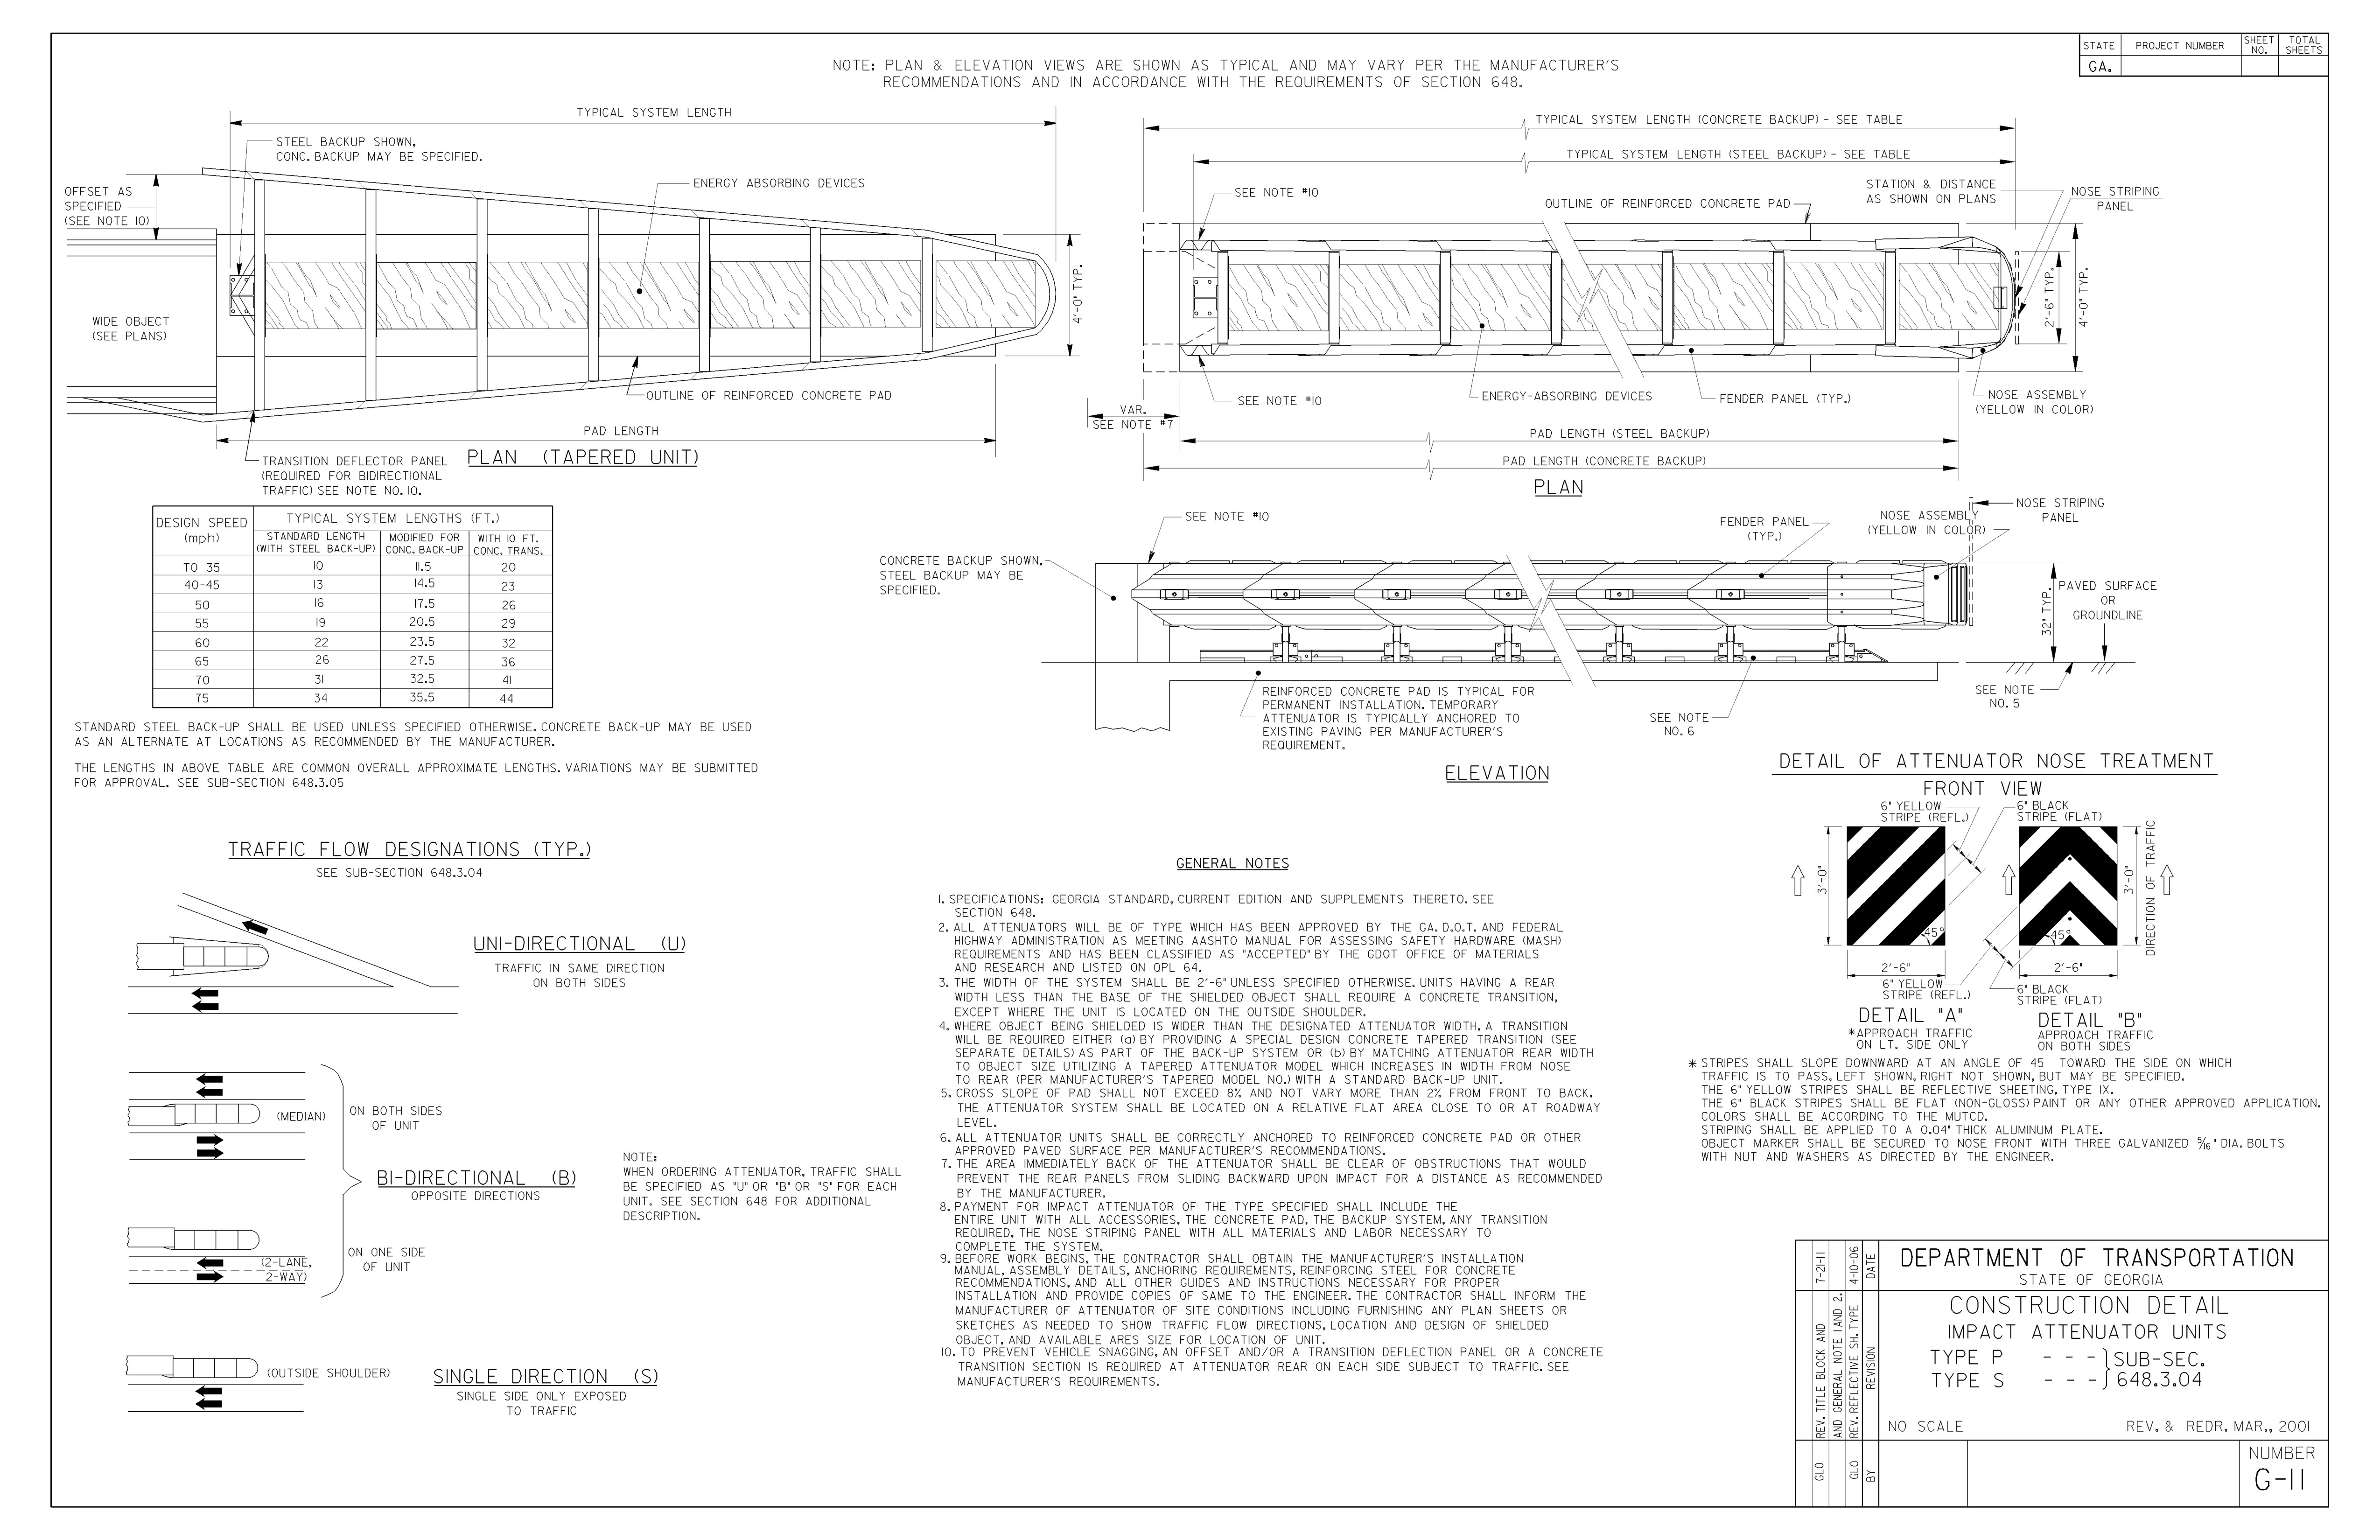 STATE
PROJECT NUMBER
SHEET NO.
TOTAL SHEETS
GA.
NOTE: PLAN & ELEVATION VIEWS ARE SHOWN AS TYPICAL AND MAY VARY PER THE MANUFACTURER'S
RECOMMENDATIONS AND IN ACCORDANCE WITH THE REQUIREMENTS OF SECTION 648.
TYPICAL SYSTEM LENGTH
STEEL BACKUP SHOWN,
CONC. BACKUP MAY BE SPECIFIED.
ENERGY ABSORBING DEVICES
OFFSET AS
SPECIFIED
(SEE NOTE 10)
WIDE OBJECT
(SEE PLANS)
4'-0" TYP.
OUTLINE OF REINFORCED CONCRETE PAD
PAD LENGTH
TRANSITION DEFLECTOR PANEL
(REQUIRED FOR BIDIRECTIONAL
TRAFFIC) SEE NOTE NO. 10.
PLAN (TAPERED UNIT)
TYPICAL SYSTEM LENGTH (CONCRETE BACKUP) - SEE TABLE
TYPICAL SYSTEM LENGTH (STEEL BACKUP) - SEE TABLE
SEE NOTE #10
STATION & DISTANCE
AS SHOWN ON PLANS
NOSE STRIPING
PANEL
OUTLINE OF REINFORCED CONCRETE PAD
2'-6" TYP.
4'-0" TYP.
SEE NOTE #10
ENERGY-ABSORBING DEVICES
FENDER PANEL (TYP.)
NOSE ASSEMBLY
(YELLOW IN COLOR)
VAR.
SEE NOTE #7
PAD LENGTH (STEEL BACKUP)
PAD LENGTH (CONCRETE BACKUP)
PLAN
DESIGN SPEED
(mph)
TYPICAL SYSTEM LENGTHS (FT.)
STANDARD LENGTH
(WITH STEEL BACK-UP)
MODIFIED FOR
CONC. BACK-UP
WITH 10 FT.
CONC. TRANS.
TO 35 10 11.5 20
40-45 13 14.5 23
50 16 17.5 26
55 19 20.5 29
60 22 23.5 32
65 26 27.5 36
70 31 32.5 41
75 34 35.5 44
STANDARD STEEL BACK-UP SHALL BE USED UNLESS SPECIFIED OTHERWISE. CONCRETE BACK-UP MAY BE USED
AS AN ALTERNATE AT LOCATIONS AS RECOMMENDED BY THE MANUFACTURER.
THE LENGTHS IN ABOVE TABLE ARE COMMON OVERALL APPROXIMATE LENGTHS. VARIATIONS MAY BE SUBMITTED
FOR APPROVAL. SEE SUB-SECTION 648.3.05
SEE NOTE #10
FENDER PANEL
(TYP.)
NOSE ASSEMBLY
(YELLOW IN COLOR)
NOSE STRIPING
PANEL
CONCRETE BACKUP SHOWN,
STEEL BACKUP MAY BE
SPECIFIED.
32" TYP.
PAVED SURFACE
OR
GROUNDLINE
SEE NOTE
NO. 5
REINFORCED CONCRETE PAD IS TYPICAL FOR
PERMANENT INSTALLATION. TEMPORARY
ATTENUATOR IS TYPICALLY ANCHORED TO
EXISTING PAVING PER MANUFACTURER'S
REQUIREMENT.
SEE NOTE
NO. 6
ELEVATION
TRAFFIC FLOW DESIGNATIONS (TYP.)
SEE SUB-SECTION 648.3.04
UNI-DIRECTIONAL (U)
TRAFFIC IN SAME DIRECTION
ON BOTH SIDES
(MEDIAN)
ON BOTH SIDES
OF UNIT
BI-DIRECTIONAL (B)
OPPOSITE DIRECTIONS
ON ONE SIDE
OF UNIT
(2-LANE,
2-WAY)
(OUTSIDE SHOULDER)
SINGLE DIRECTION (S)
SINGLE SIDE ONLY EXPOSED
TO TRAFFIC
NOTE:
WHEN ORDERING ATTENUATOR, TRAFFIC SHALL
BE SPECIFIED AS "U" OR "B" OR "S" FOR EACH
UNIT. SEE SECTION 648 FOR ADDITIONAL
DESCRIPTION.
GENERAL NOTES
1. SPECIFICATIONS: GEORGIA STANDARD, CURRENT EDITION AND SUPPLEMENTS THERETO. SEE
SECTION 648.
2. ALL ATTENUATORS WILL BE OF TYPE WHICH HAS BEEN APPROVED BY THE GA. D.O.T. AND FEDERAL
HIGHWAY ADMINISTRATION AS MEETING AASHTO MANUAL FOR ASSESSING SAFETY HARDWARE (MASH)
REQUIREMENTS AND HAS BEEN CLASSIFIED AS "ACCEPTED" BY THE GDOT OFFICE OF MATERIALS
AND RESEARCH AND LISTED ON QPL 64.
3. THE WIDTH OF THE SYSTEM SHALL BE 2'-6" UNLESS SPECIFIED OTHERWISE. UNITS HAVING A REAR
WIDTH LESS THAN THE BASE OF THE SHIELDED OBJECT SHALL REQUIRE A CONCRETE TRANSITION,
EXCEPT WHERE THE UNIT IS LOCATED ON THE OUTSIDE SHOULDER.
4. WHERE OBJECT BEING SHIELDED IS WIDER THAN THE DESIGNATED ATTENUATOR WIDTH, A TRANSITION
WILL BE REQUIRED EITHER (a) BY PROVIDING A SPECIAL DESIGN CONCRETE TAPERED TRANSITION (SEE
SEPARATE DETAILS) AS PART OF THE BACK-UP SYSTEM OR (b) BY MATCHING ATTENUATOR REAR WIDTH
TO OBJECT SIZE UTILIZING A TAPERED ATTENUATOR MODEL WHICH INCREASES IN WIDTH FROM NOSE
TO REAR (PER MANUFACTURER'S TAPERED MODEL NO.) WITH A STANDARD BACK-UP UNIT.
5. CROSS SLOPE OF PAD SHALL NOT EXCEED 8% AND NOT VARY MORE THAN 2% FROM FRONT TO BACK.
THE ATTENUATOR SYSTEM SHALL BE LOCATED ON A RELATIVE FLAT AREA CLOSE TO OR AT ROADWAY
LEVEL.
6. ALL ATTENUATOR UNITS SHALL BE CORRECTLY ANCHORED TO REINFORCED CONCRETE PAD OR OTHER
APPROVED PAVED SURFACE PER MANUFACTURER'S RECOMMENDATIONS.
7. THE AREA IMMEDIATELY BACK OF THE ATTENUATOR SHALL BE CLEAR OF OBSTRUCTIONS THAT WOULD
PREVENT THE REAR PANELS FROM SLIDING BACKWARD UPON IMPACT FOR A DISTANCE AS RECOMMENDED
BY THE MANUFACTURER.
8. PAYMENT FOR IMPACT ATTENUATOR OF THE TYPE SPECIFIED SHALL INCLUDE THE
ENTIRE UNIT WITH ALL ACCESSORIES, THE CONCRETE PAD, THE BACKUP SYSTEM, ANY TRANSITION
REQUIRED, THE NOSE STRIPING PANEL WITH ALL MATERIALS AND LABOR NECESSARY TO
COMPLETE THE SYSTEM.
9. BEFORE WORK BEGINS, THE CONTRACTOR SHALL OBTAIN THE MANUFACTURER'S INSTALLATION
MANUAL, ASSEMBLY DETAILS, ANCHORING REQUIREMENTS, REINFORCING STEEL FOR CONCRETE
RECOMMENDATIONS, AND ALL OTHER GUIDES AND INSTRUCTIONS NECESSARY FOR PROPER
INSTALLATION AND PROVIDE COPIES OF SAME TO THE ENGINEER. THE CONTRACTOR SHALL INFORM THE
MANUFACTURER OF ATTENUATOR OF SITE CONDITIONS INCLUDING FURNISHING ANY PLAN SHEETS OR
SKETCHES AS NEEDED TO SHOW TRAFFIC FLOW DIRECTIONS, LOCATION AND DESIGN OF SHIELDED
OBJECT, AND AVAILABLE ARES SIZE FOR LOCATION OF UNIT.
10. TO PREVENT VEHICLE SNAGGING, AN OFFSET AND/OR A TRANSITION DEFLECTION PANEL OR A CONCRETE
TRANSITION SECTION IS REQUIRED AT ATTENUATOR REAR ON EACH SIDE SUBJECT TO TRAFFIC. SEE
MANUFACTURER'S REQUIREMENTS.
DETAIL OF ATTENUATOR NOSE TREATMENT
FRONT VIEW
6" YELLOW
STRIPE (REFL.)
6" BLACK
STRIPE (FLAT)
3'-0"
45°
2'-6"
3'-0"
45°
2'-6"
DIRECTION OF TRAFFIC
6" YELLOW
STRIPE (REFL.)
6" BLACK
STRIPE (FLAT)
DETAIL "A"
*APPROACH TRAFFIC
ON LT. SIDE ONLY
DETAIL "B"
APPROACH TRAFFIC
ON BOTH SIDES
* STRIPES SHALL SLOPE DOWNWARD AT AN ANGLE OF 45 TOWARD THE SIDE ON WHICH
TRAFFIC IS TO PASS, LEFT SHOWN, RIGHT NOT SHOWN, BUT MAY BE SPECIFIED.
THE 6" YELLOW STRIPES SHALL BE REFLECTIVE SHEETING, TYPE IX.
THE 6" BLACK STRIPES SHALL BE FLAT (NON-GLOSS) PAINT OR ANY OTHER APPROVED APPLICATION.
COLORS SHALL BE ACCORDING TO THE MUTCD.
STRIPING SHALL BE APPLIED TO A 0.04" THICK ALUMINUM PLATE.
OBJECT MARKER SHALL BE SECURED TO NOSE FRONT WITH THREE GALVANIZED 5/16" DIA. BOLTS
WITH NUT AND WASHERS AS DIRECTED BY THE ENGINEER.
7-21-11
REV. TITLE BLOCK AND
AND GENERAL NOTE 1 AND 2.
GLO
4-10-06
REV. REFLECTIVE SH. TYPE
GLO
DATE
REVISION
BY
DEPARTMENT OF TRANSPORTATION
STATE OF GEORGIA
CONSTRUCTION DETAIL
IMPACT ATTENUATOR UNITS
TYPE P - - - SUB-SEC.
TYPE S - - - 648.3.04
NO SCALE
REV. & REDR. MAR., 2001
NUMBER
G-11